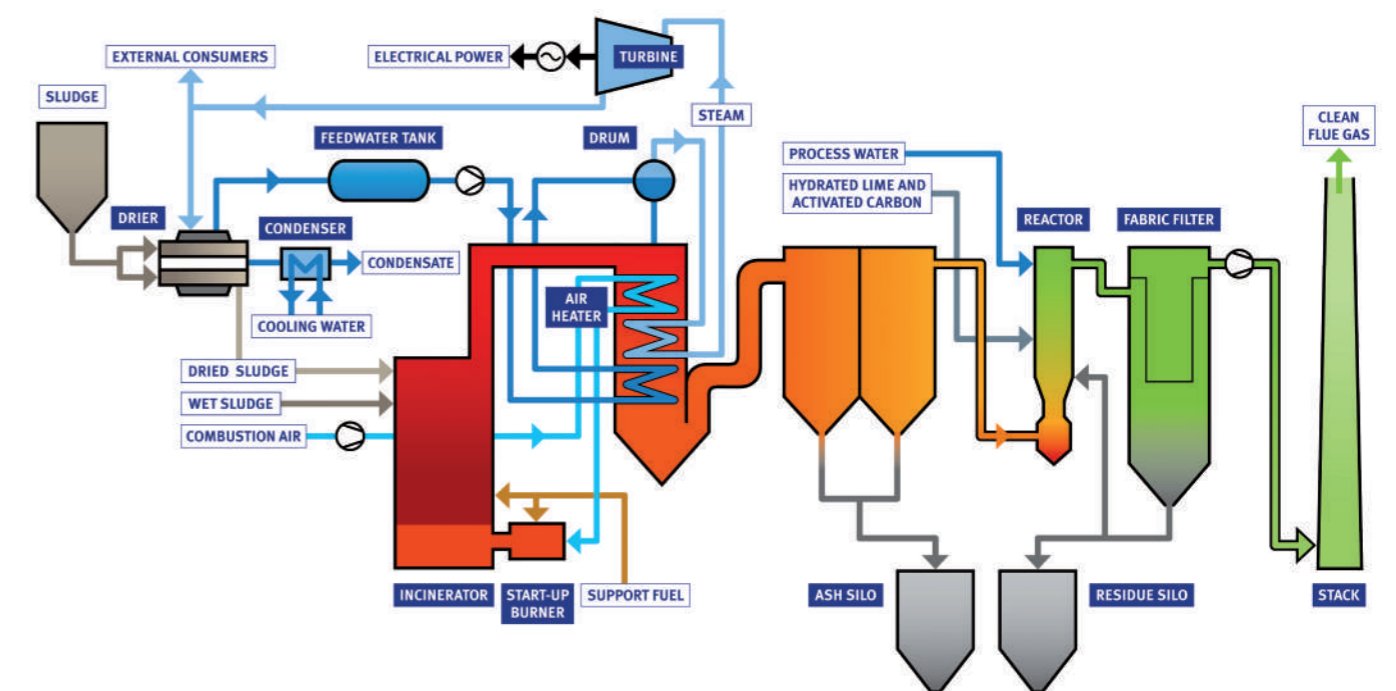 EXTERNAL CONSUMERS
ELECTRICAL POWER
TURBINE
SLUDGE
STEAM
FEEDWATER TANK
DRUM
CLEAN
FLUE GAS
PROCESS WATER
HYDRATED LIME AND
ACTIVATED CARBON
DRIER
CONDENSER
REACTOR
FABRIC FILTER
CONDENSATE
AIR
HEATER
COOLING WATER
DRIED SLUDGE
WET SLUDGE
COMBUSTION AIR
INCINERATOR
START-UP
BURNER
SUPPORT FUEL
ASH SILO
RESIDUE SILO
STACK